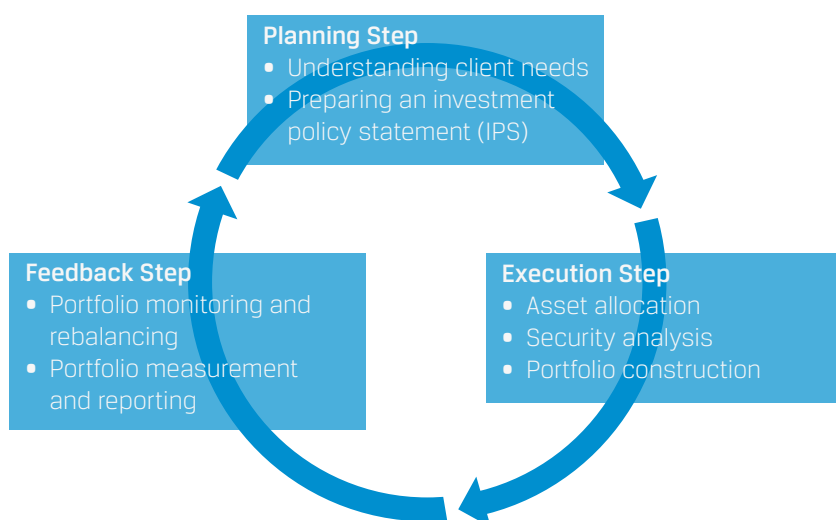 Planning Step
• Understanding client needs
• Preparing an investment
policy statement (IPS)
Feedback Step
• Portfolio monitoring and
rebalancing
• Portfolio measurement
and reporting
Execution Step
• Asset allocation
• Security analysis
• Portfolio construction